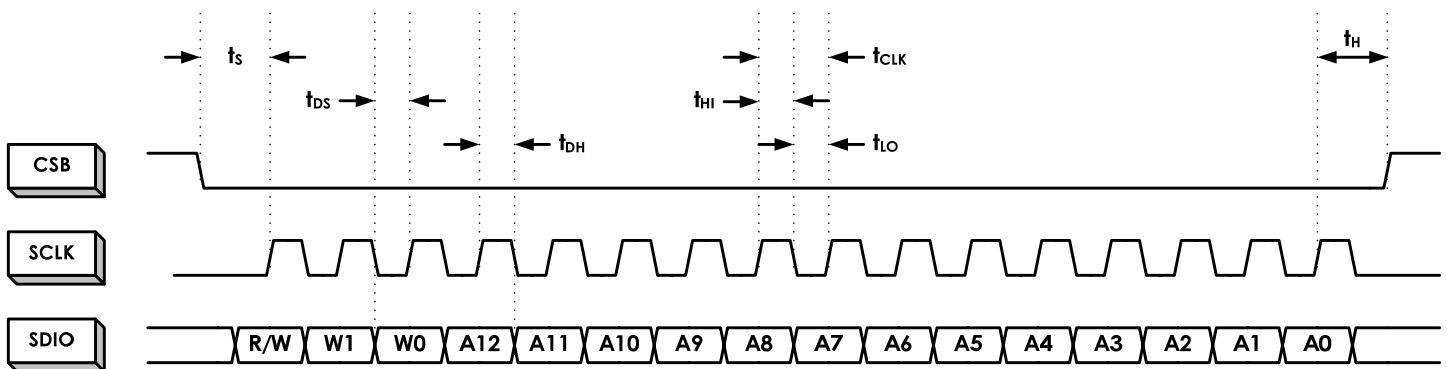 tS tCLK tH
tDS tHI
tDH tLO
CSB
SCLK
SDIO R/W W1 W0 A12 A11 A10 A9 A8 A7 A6 A5 A4 A3 A2 A1 A0